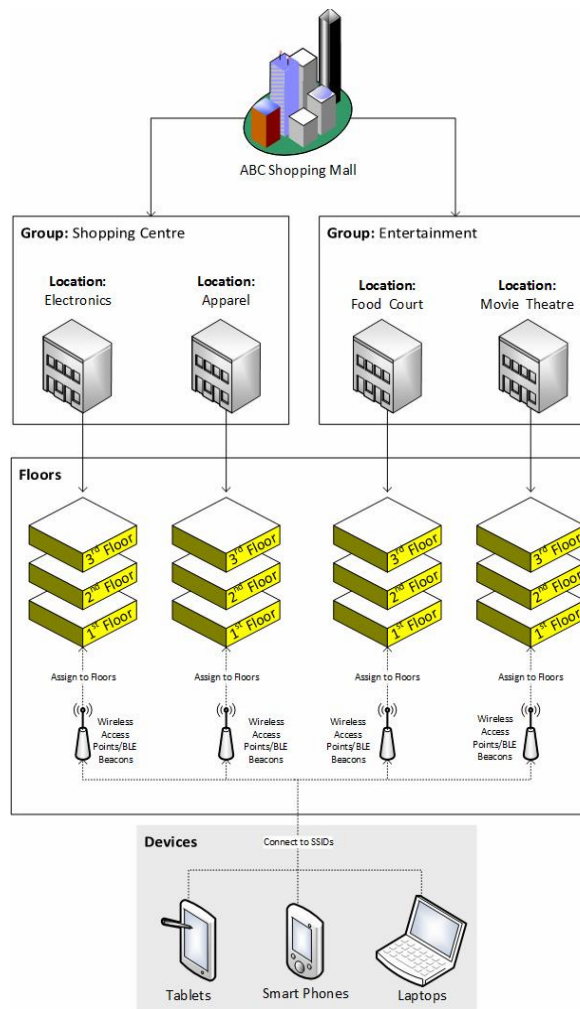 ABC Shopping Mall
Group: Shopping Centre
Group: Entertainment
Location:
Electronics
Location:
Apparel
Location:
Food Court
Location:
Movie Theatre
Floors
3rd Floor
2nd Floor
1st Floor
3rd Floor
2nd Floor
1st Floor
3rd Floor
2nd Floor
1st Floor
3rd Floor
2nd Floor
1st Floor
Assign to Floors
Assign to Floors
Assign to Floors
Assign to Floors
Wireless
Access
Points/BLE
Beacons
Wireless
Access
Points/BLE
Beacons
Wireless
Access
Points/BLE
Beacons
Wireless
Access
Points/BLE
Beacons
Devices
Connect to SSIDs
Tablets
Smart Phones
Laptops